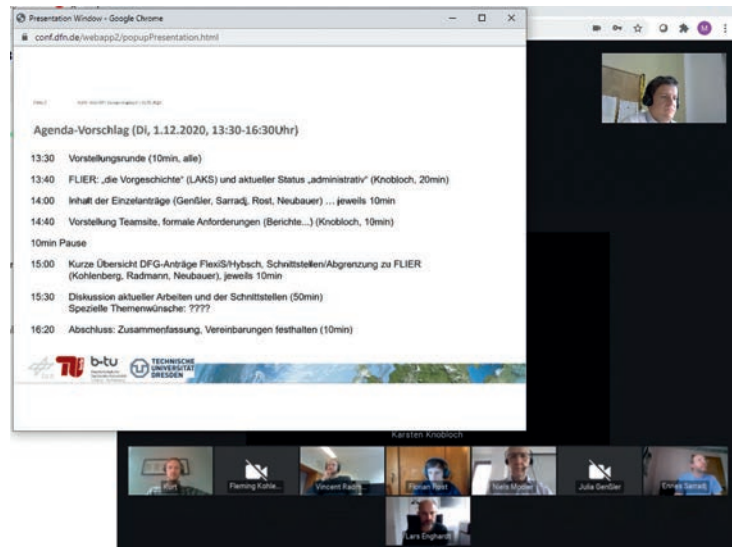 Presentation Window - Google Chrome
conf.dfn.de/webapp2/popupPresentation.html
Agenda-Vorschlag (Di, 1.12.2020, 13:30-16:30Uhr)
13:30 Vorstellungsrunde (10min, alle)
13:40 FLIER: „die Vorgeschichte“ (LAKS) und aktueller Status „administrativ“ (Knobloch, 20min)
14:00 Inhalt der Einzelanträge (Genßler, Sarradj, Rost, Neubauer) ... jeweils 10min
14:40 Vorstellung Teamsite, formale Anforderungen (Berichte...) (Knobloch, 10min)
10min Pause
15:00 Kurze Übersicht DFG-Anträge FlexiS/Hybsch, Schnittstellen/Abgrenzung zu FLIER
(Kohlenberg, Radmann, Neubauer), jeweils 10min
15:30 Diskussion aktueller Arbeiten und der Schnittstellen (50min)
Spezielle Themenwünsche: ????
16:20 Abschluss: Zusammenfassung, Vereinbarungen festhalten (10min)
b-tu
TECHNISCHE
UNIVERSITÄT
DRESDEN
M
Karsten Knobloch
Fleming Kohle...
Vincent Radm...
Florian Rost
Julia Genßler
Ennes Sarradj
Lars Enghardt